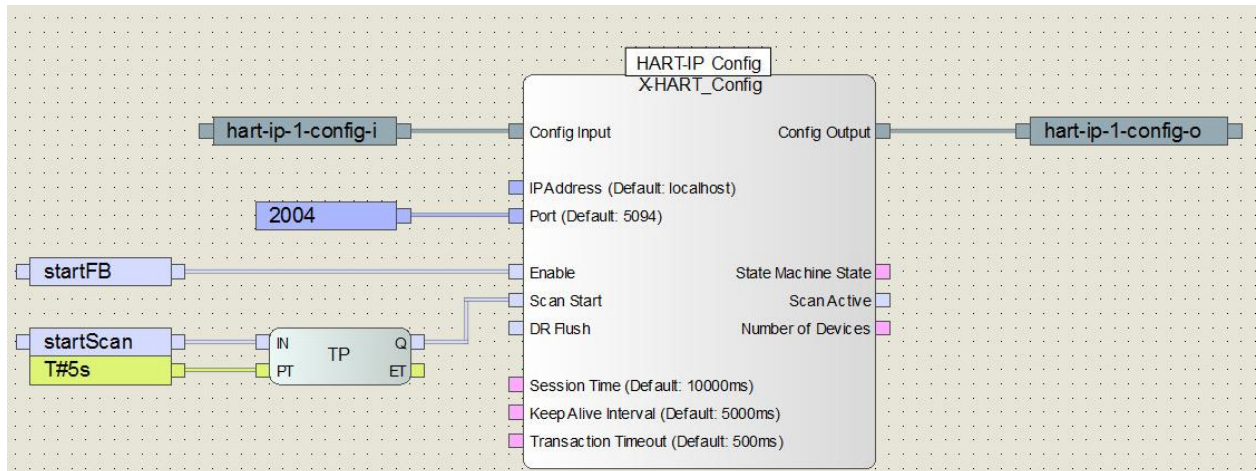 HART-IP Config
X-HART_Config
hart-ip-1-config-i
Config Input
Config Output
hart-ip-1-config-o
IP Address (Default: localhost)
2004
Port (Default: 5094)
startFB
Enable
State Machine State
Scan Start
Scan Active
DR Flush
Number of Devices
startScan
IN
TP
Q
T#5s
PT
ET
Session Time (Default: 10000ms)
Keep Alive Interval (Default: 5000ms)
Transaction Timeout (Default: 500ms)